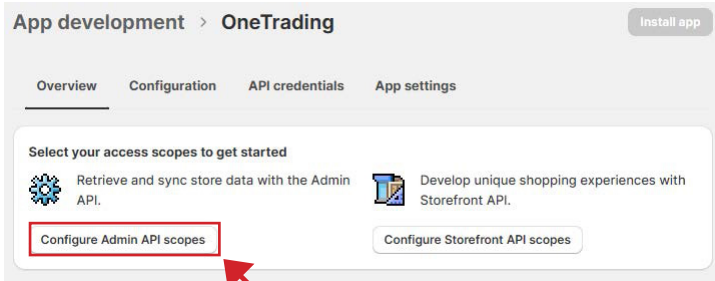 App development > OneTrading
Install app
Overview Configuration API credentials App settings
Select your access scopes to get started
Retrieve and sync store data with the Admin
API.
Develop unique shopping experiences with
Storefront API.
Configure Admin API scopes
Configure Storefront API scopes